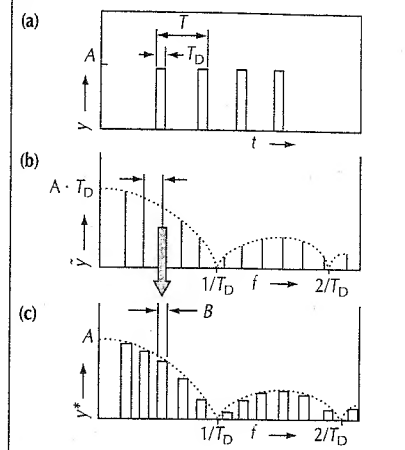 (a)
T
A
T_D
y
t
(b)
A · T_D
ỹ
1/T_D f 2/T_D
(c)
B
A
y*
1/T_D f 2/T_D